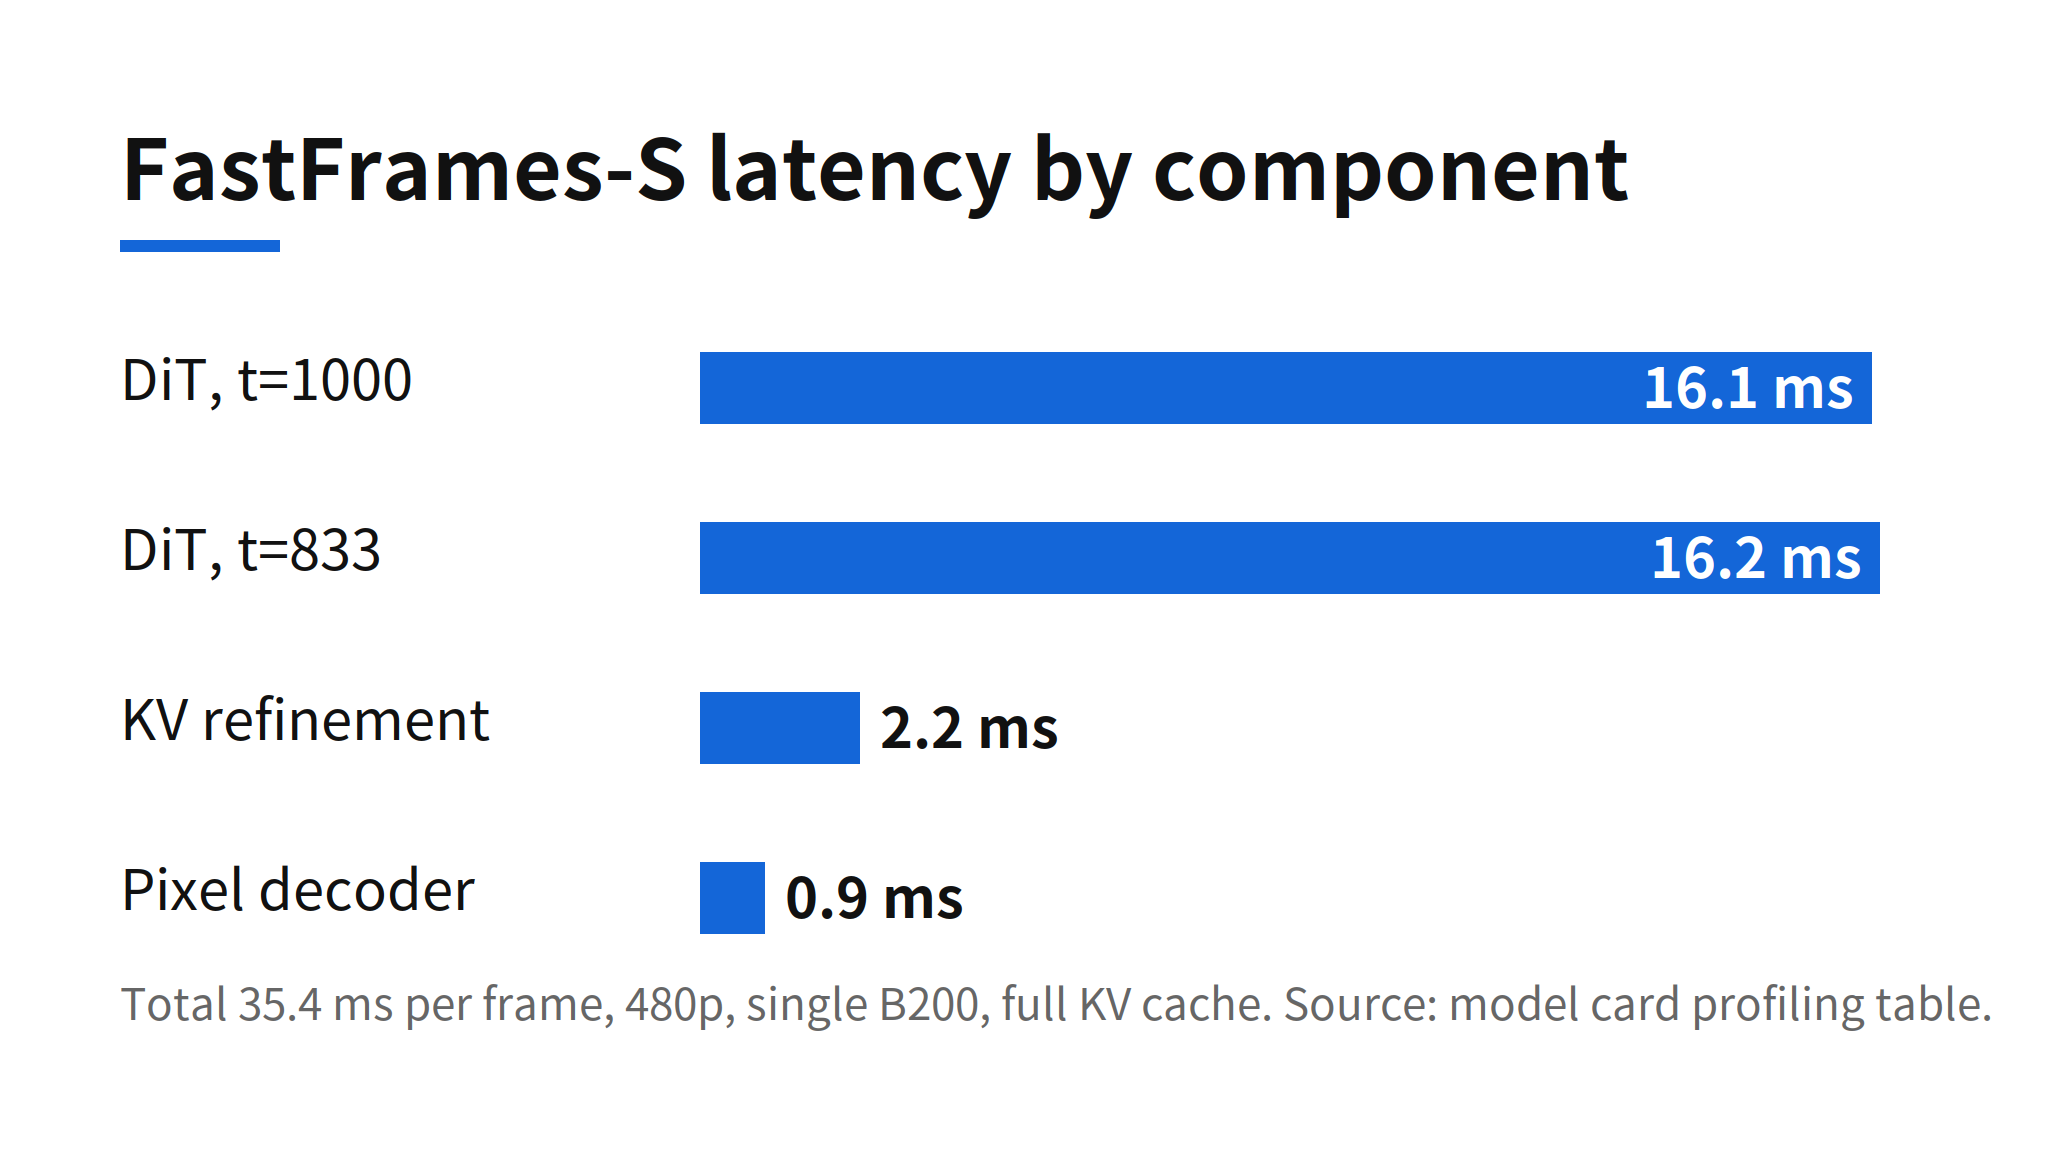 FastFrames-S latency by component
DiT, t=1000
16.1 ms
DiT, t=833
16.2 ms
KV refinement
2.2 ms
Pixel decoder
0.9 ms
Total 35.4 ms per frame, 480p, single B200, full KV cache. Source: model card profiling table.